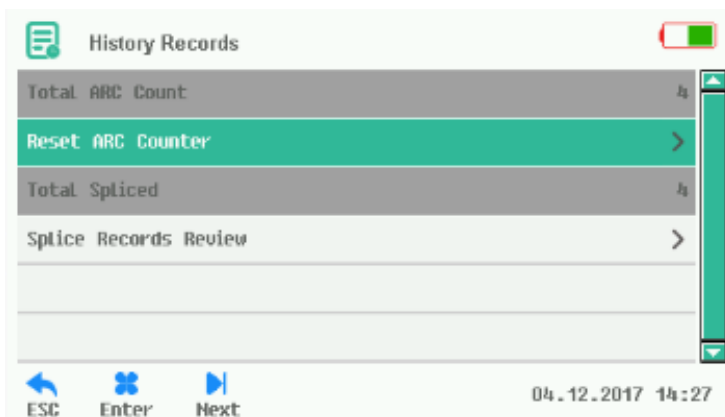 History Records
Total ARC Count 4
Reset ARC Counter
Total Spliced 4
Splice Records Review
ESC Enter Next 04.12.2017 14:27